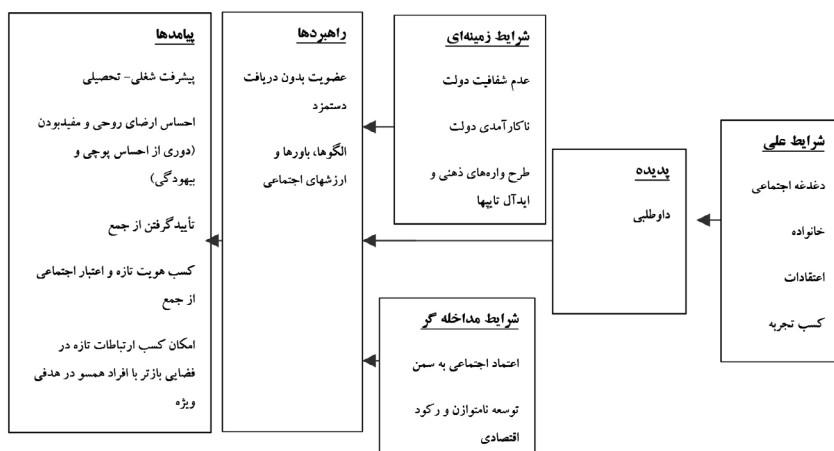 شرایط علی
دغدغه اجتماعی
خانواده
اعتقادات
کسب تجربه
پدیده
داوطلبی
شرایط زمینه‌ای
عدم شفافیت دولت
ناکارآمدی دولت
طرح واره‌های ذهنی و
ایدآل تایپها
شرایط مداخله گر
اعتماد اجتماعی به سمن
توسعه نامتوازن و رکود
اقتصادی
راهبردها
عضویت بدون دریافت
دستمزد
الگوها، باورها و
ارزشهای اجتماعی
پیامدها
پیشرفت شغلی- تحصیلی
احساس ارضای روحی و مفیدبودن
(دوری از احساس پوچی و
بیهودگی)
تأییدگرفتن از جمع
کسب هویت تازه و اعتبار اجتماعی
از جمع
امکان کسب ارتباطات تازه در
فضایی بازتر با افراد همسو در هدفی
ویژه